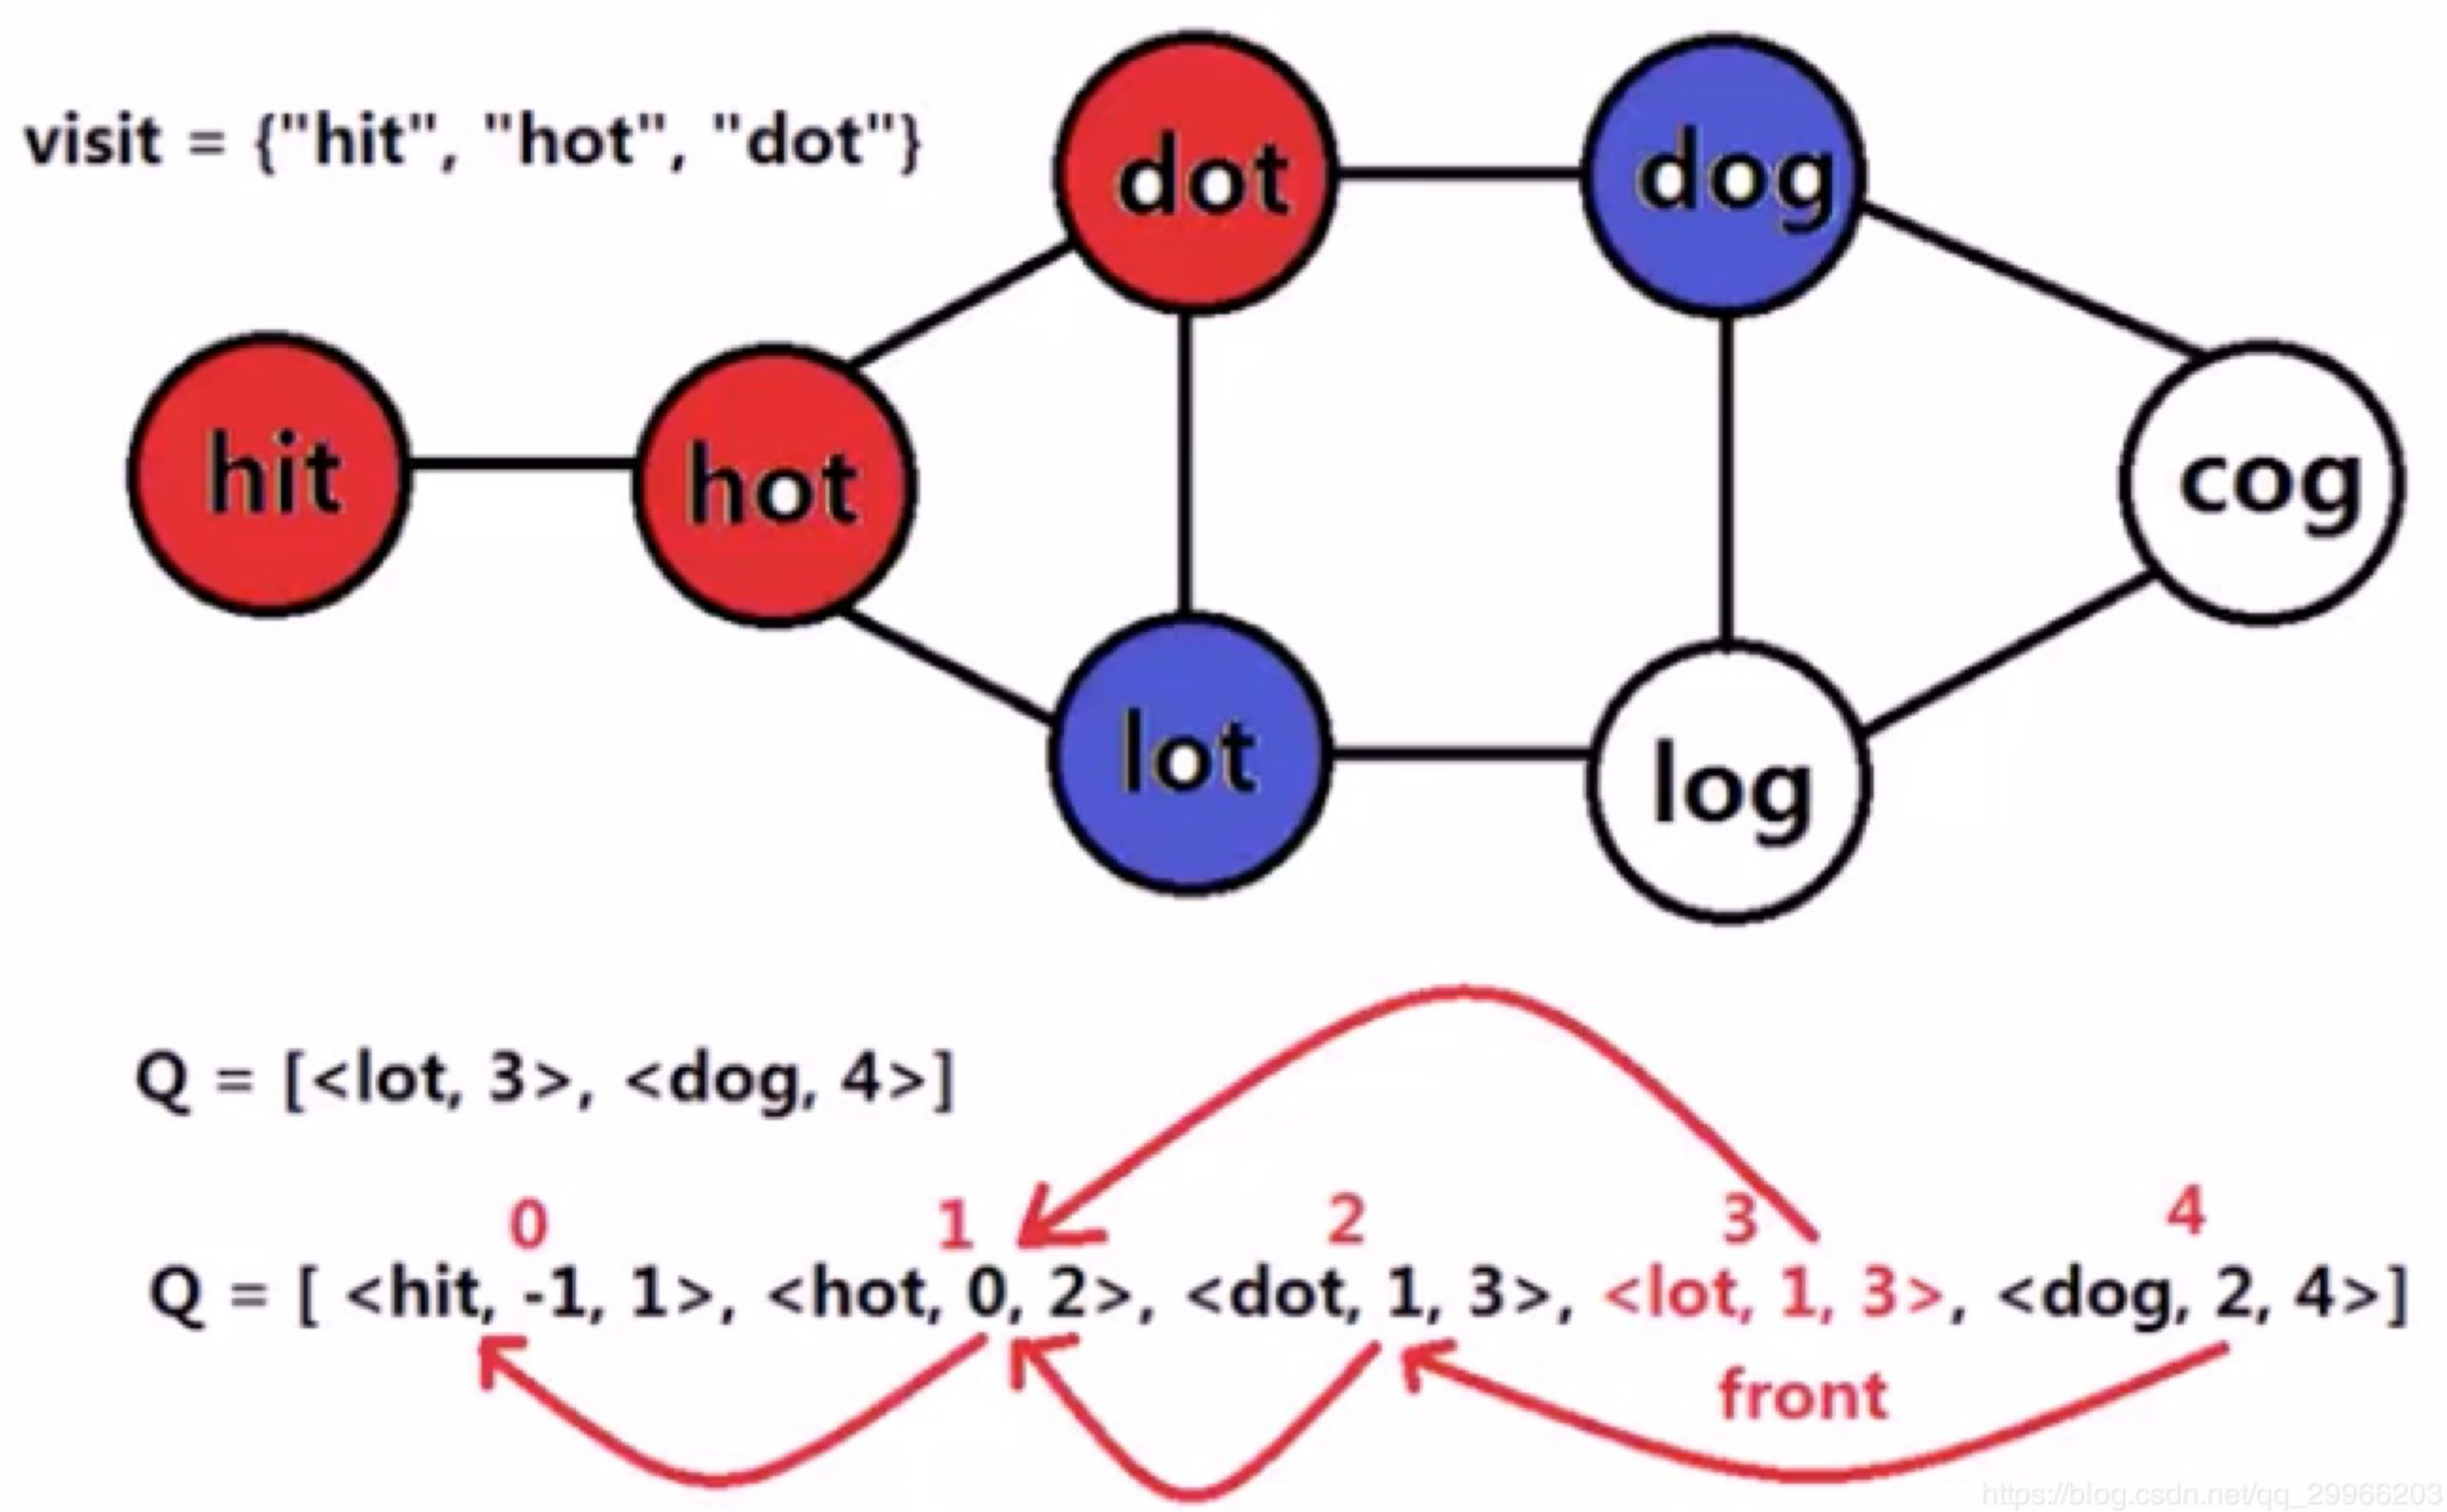 visit = {"hit", "hot", "dot"}
dot
dog
hit
hot
cog
lot
log
Q = [<lot, 3>, <dog, 4>]
0 1 2 3 4
Q = [ <hit, -1, 1>, <hot, 0, 2>, <dot, 1, 3>, <lot, 1, 3>, <dog, 2, 4>]
front
https://blog.csdn.net/qq_29966203